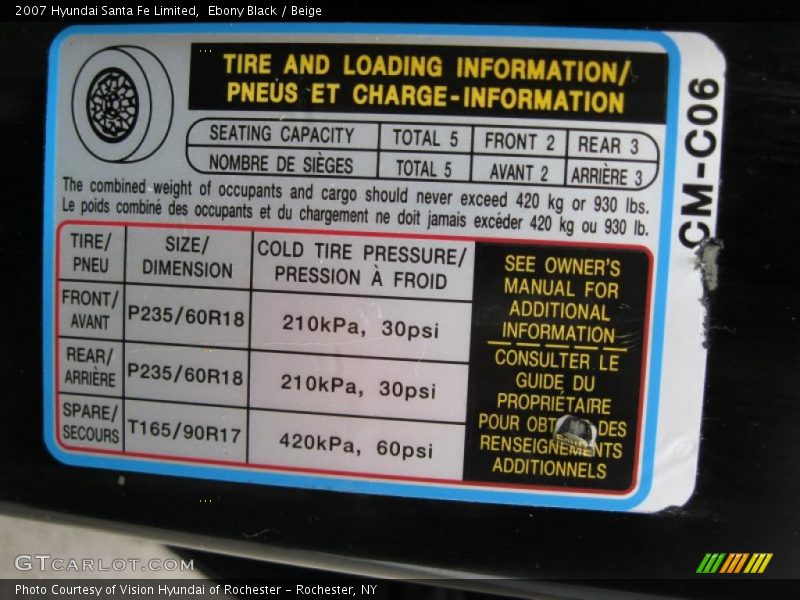 2007 Hyundai Santa Fe Limited, Ebony Black / Beige
TIRE AND LOADING INFORMATION/
PNEUS ET CHARGE-INFORMATION
SEATING CAPACITY TOTAL 5 FRONT 2 REAR 3
NOMBRE DE SIÈGES TOTAL 5 AVANT 2 ARRIÈRE 3
The combined weight of occupants and cargo should never exceed 420 kg or 930 lbs.
Le poids combiné des occupants et du chargement ne doit jamais excéder 420 kg ou 930 lb.
CM-C06
TIRE/
PNEU
SIZE/
DIMENSION
COLD TIRE PRESSURE/
PRESSION À FROID
FRONT/
AVANT
P235/60R18
210kPa, 30psi
REAR/
ARRIÈRE
P235/60R18
210kPa, 30psi
SPARE/
SECOURS
T165/90R17
420kPa, 60psi
SEE OWNER'S
MANUAL FOR
ADDITIONAL
INFORMATION
CONSULTER LE
GUIDE DU
PROPRIÉTAIRE
POUR DES
RENSEIGNEMENTS
ADDITIONNELS
GTCARLOT.COM
Photo Courtesy of Vision Hyundai of Rochester - Rochester, NY